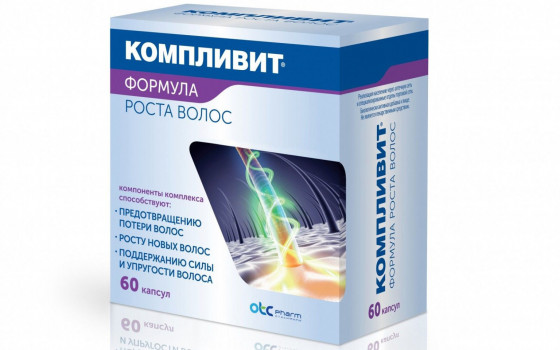 КОМПЛИВИТ®
ФОРМУЛА
РОСТА ВОЛОС
компоненты комплекса
способствуют:
• ПРЕДОТВРАЩЕНИЮ
ПОТЕРИ ВОЛОС
• РОСТУ НОВЫХ ВОЛОС
• ПОДДЕРЖАНИЮ СИЛЫ
И УПРУГОСТИ ВОЛОСА
60 капсул
otc pharm
КОМПЛИВИТ®
ФОРМУЛА РОСТА ВОЛОС
60 капсул